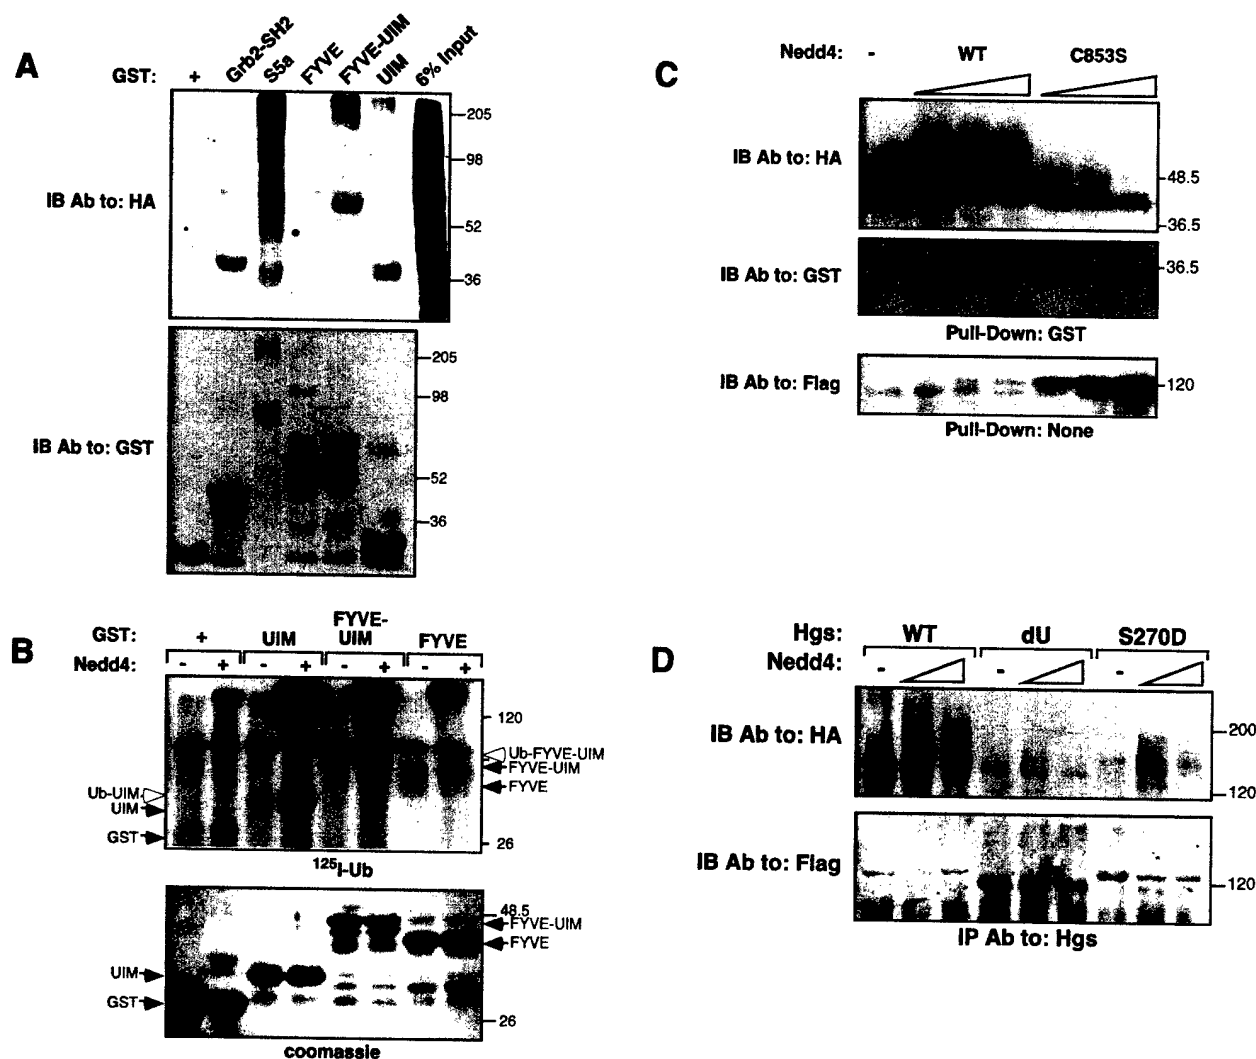 A
GST: + Grb2-SH2 S5a FYVE FYVE-UIM UIM 6% Input
IB Ab to: HA
205
98
52
36
IB Ab to: GST
205
98
52
36
B
GST: + UIM FYVE-UIM FYVE
Nedd4: - + - + - + - +
120
Ub-FYVE-UIM
FYVE-UIM
FYVE
Ub-UIM
UIM
GST
26
125I-Ub
48.5
FYVE-UIM
FYVE
UIM
GST
26
coomassie
C
Nedd4: - WT C853S
IB Ab to: HA
48.5
36.5
IB Ab to: GST
36.5
Pull-Down: GST
IB Ab to: Flag
120
Pull-Down: None
D
Hgs: WT dU S270D
Nedd4: - - -
IB Ab to: HA
200
120
IB Ab to: Flag
120
IP Ab to: Hgs